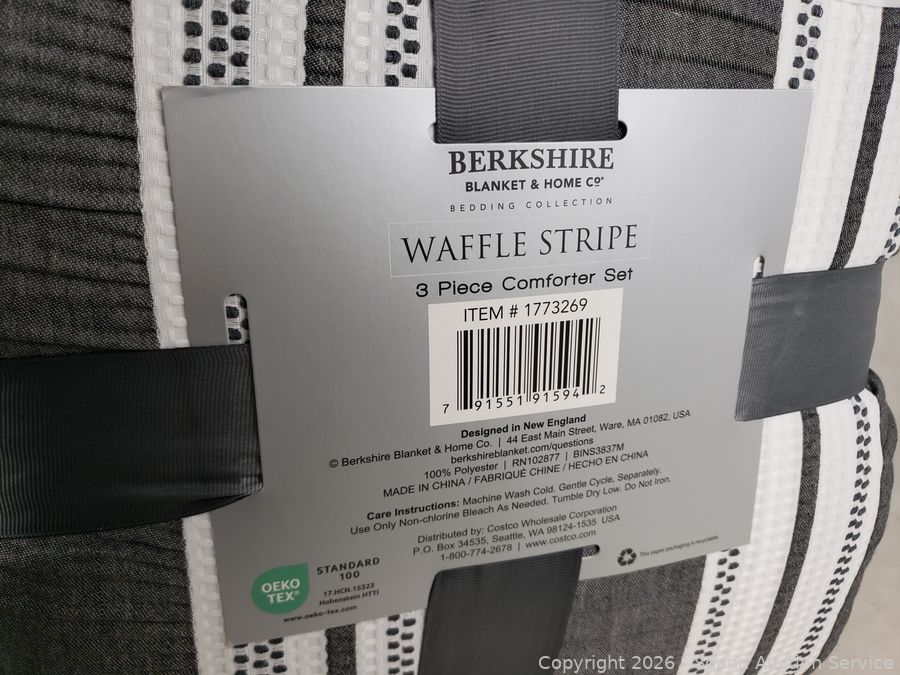 BERKSHIRE
BLANKET & HOME Cº®
BEDDING COLLECTION
WAFFLE STRIPE
3 Piece Comforter Set
ITEM # 1773269
7 91551 91594 2
Designed in New England
© Berkshire Blanket & Home Co. | 44 East Main Street, Ware, MA 01082, USA
berkshireblanket.com/questions
100% Polyester | RN102877 | BINS3837M
MADE IN CHINA / FABRIQUÉ CHINE / HECHO EN CHINA
Care Instructions: Machine Wash Cold. Gentle Cycle, Separately.
Use Only Non-chlorine Bleach As Needed. Tumble Dry Low. Do Not Iron.
Distributed by: Costco Wholesale Corporation
P.O. Box 34535, Seattle, WA 98124-1535 USA
1-800-774-2678 | www.costco.com
This paper packaging is recyclable
OEKO
TEX®
STANDARD
100
17.HCN.15323
Hohenstein HTTI
www.oeko-tex.com
Copyright 2026 - Sound Auction Service